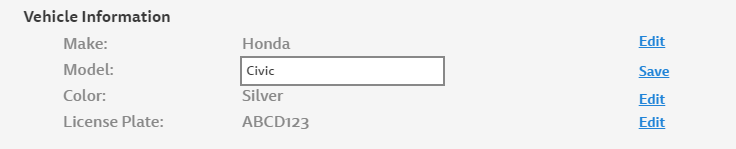 Vehicle Information
Make: Honda Edit
Model: Civic Save
Color: Silver Edit
License Plate: ABCD123 Edit